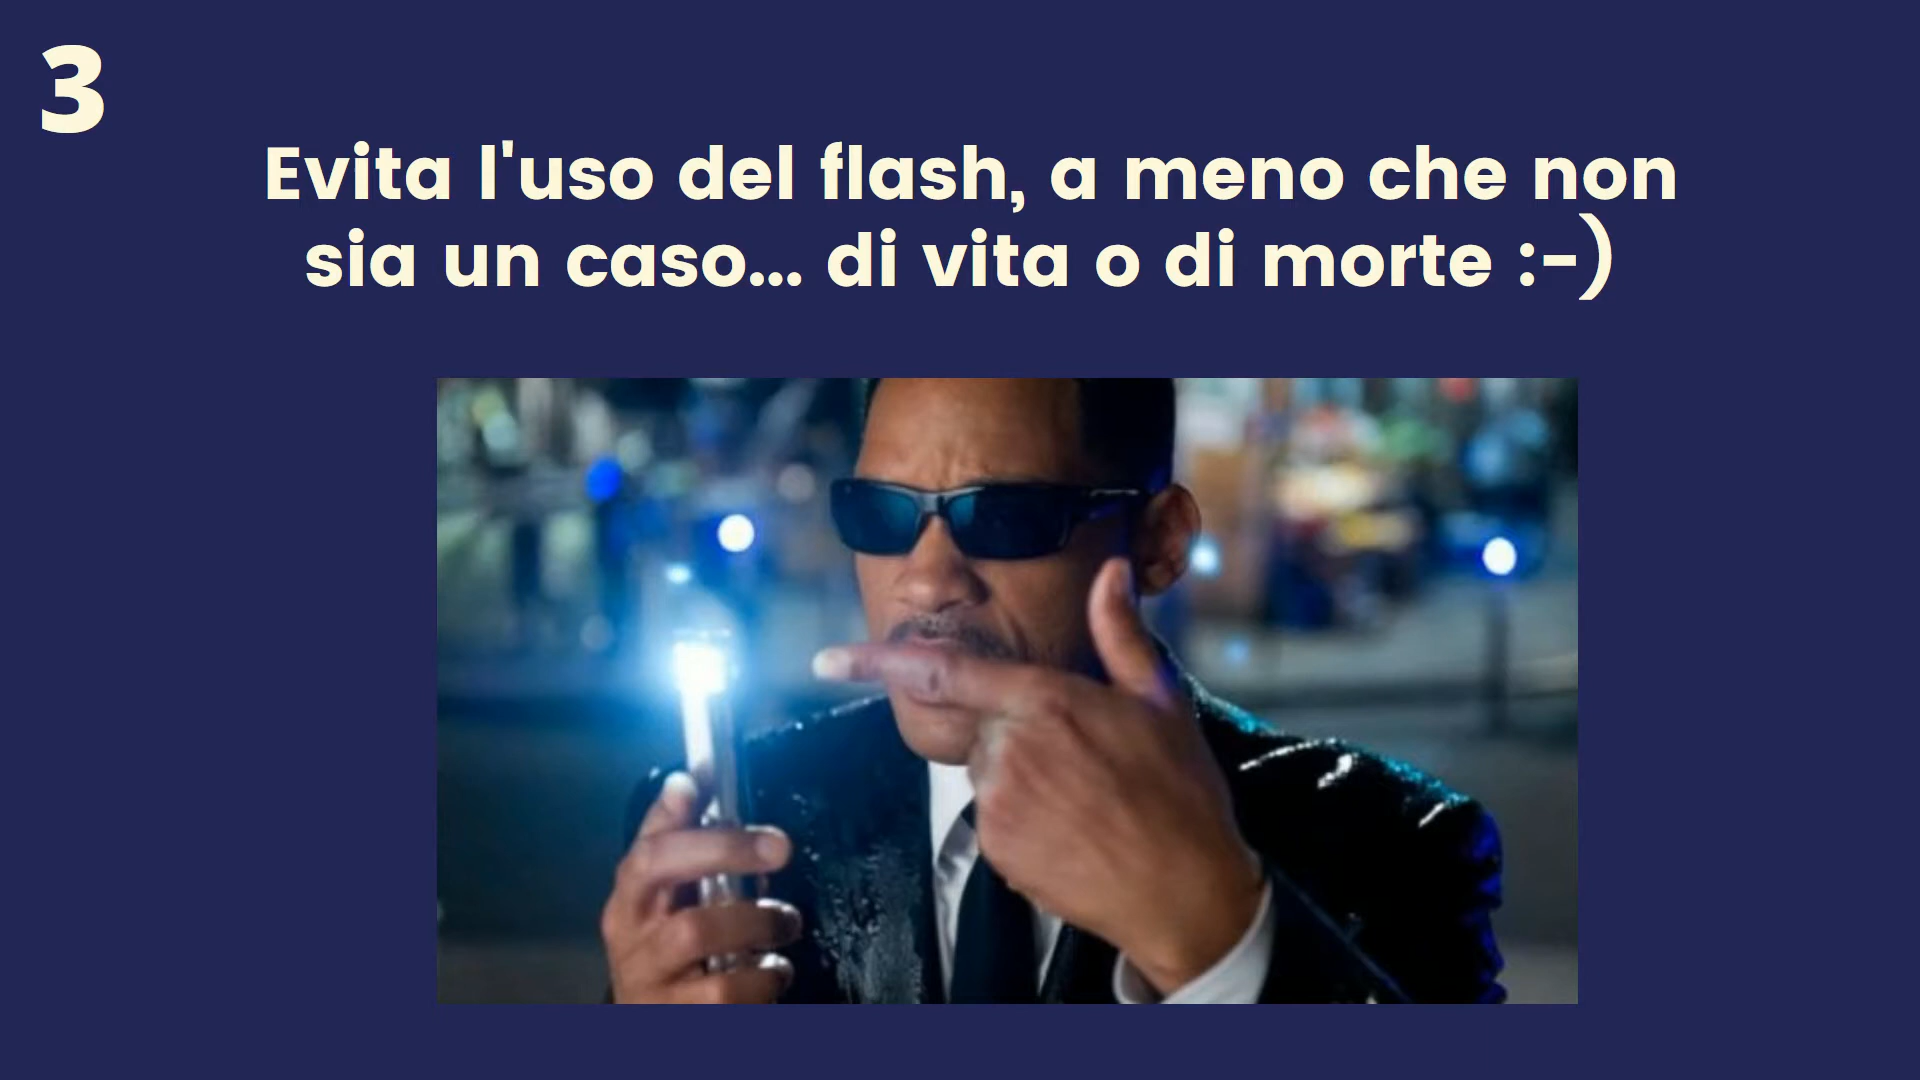 3
Evita l'uso del flash, a meno che non
sia un caso... di vita o di morte :-)